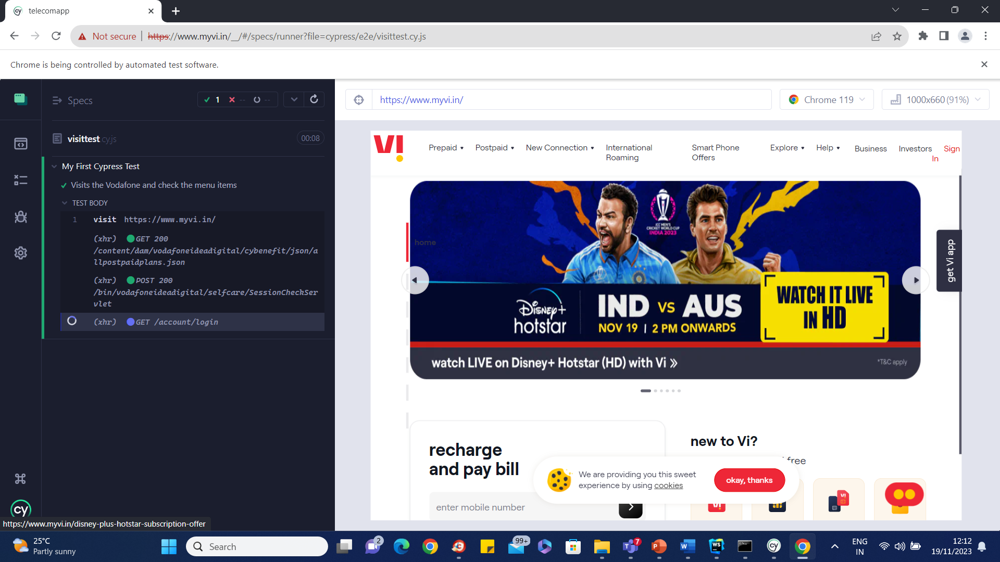 telecomapp
Not secure https://www.myvi.in/__/#/specs/runner?file=cypress/e2e/visittest.cy.js
Chrome is being controlled by automated test software.
Specs
1 -- --
visittest cy.js
00:08
My First Cypress Test
Visits the Vodafone and check the menu items
TEST BODY
1 visit https://www.myvi.in/
(xhr) GET 200
/content/dam/vodafoneideadigital/cybenefit/json/a
llpostpaidplans.json
(xhr) POST 200
/bin/vodafoneideadigital/selfcare/SessionCheckSer
vlet
(xhr) GET /account/login
cy
https://www.myvi.in/disney-plus-hotstar-subscription-offer
https://www.myvi.in/
Chrome 119
1000x660 (91%)
VI
Prepaid
Postpaid
New Connection
International
Roaming
Smart Phone
Offers
Explore
Help
Business
Investors
Sign
In
home
ICC MEN'S
CRICKET WORLD CUP
INDIA 2023
Disney+
hotstar
IND VS AUS
NOV 19 | 2 PM ONWARDS
WATCH IT LIVE
IN HD
watch LIVE on Disney+ Hotstar (HD) with Vi »
*T&C apply
get Vi app
recharge
and pay bill
enter mobile number
new to Vi?
free
We are providing you this sweet
experience by using cookies
okay, thanks
25°C
Partly sunny
Search
2
99+
7
ENG
IN
12:12
19/11/2023